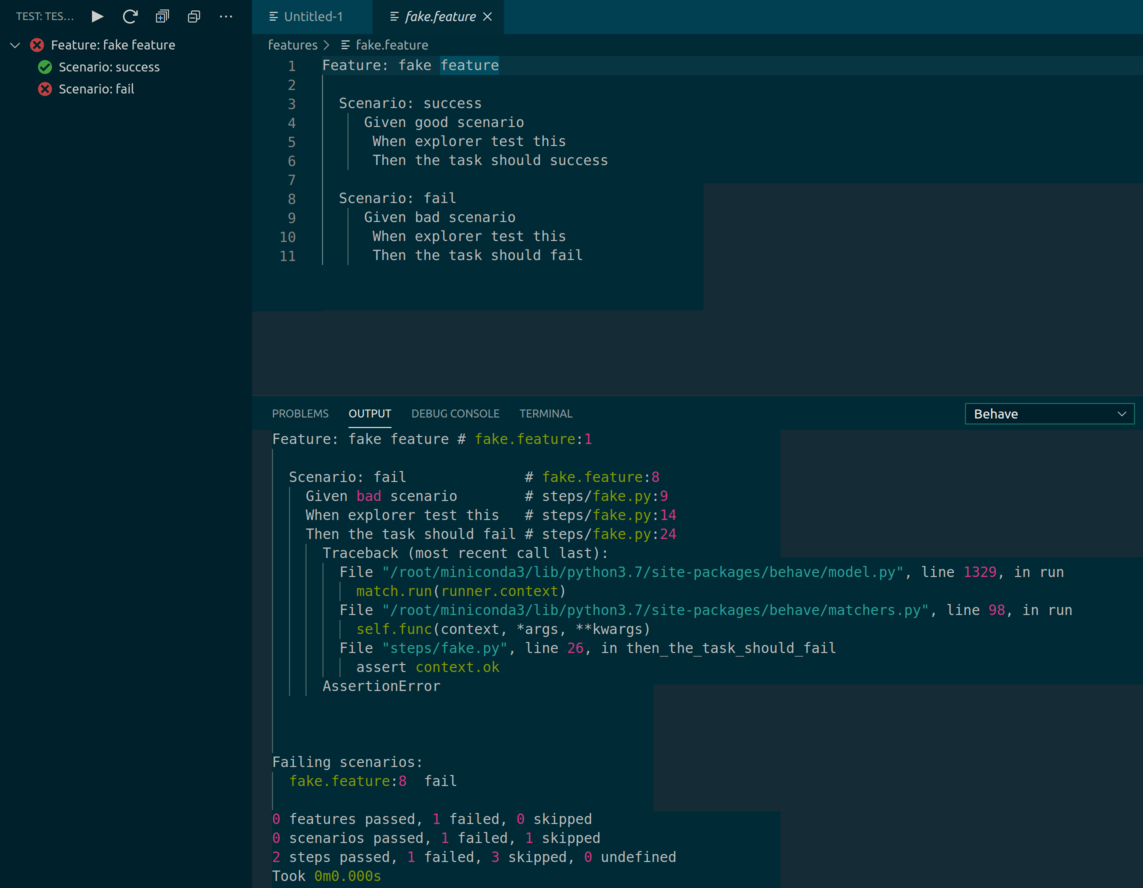 TEST: TES...
Feature: fake feature
Scenario: success
Scenario: fail
Untitled-1
fake.feature
features > fake.feature
1 Feature: fake feature
2
3 Scenario: success
4 Given good scenario
5 When explorer test this
6 Then the task should success
7
8 Scenario: fail
9 Given bad scenario
10 When explorer test this
11 Then the task should fail
PROBLEMS OUTPUT DEBUG CONSOLE TERMINAL Behave
Feature: fake feature # fake.feature:1
Scenario: fail # fake.feature:8
Given bad scenario # steps/fake.py:9
When explorer test this # steps/fake.py:14
Then the task should fail # steps/fake.py:24
Traceback (most recent call last):
File "/root/miniconda3/lib/python3.7/site-packages/behave/model.py", line 1329, in run
match.run(runner.context)
File "/root/miniconda3/lib/python3.7/site-packages/behave/matchers.py", line 98, in run
self.func(context, *args, **kwargs)
File "steps/fake.py", line 26, in then_the_task_should_fail
assert context.ok
AssertionError
Failing scenarios:
fake.feature:8 fail
0 features passed, 1 failed, 0 skipped
0 scenarios passed, 1 failed, 1 skipped
2 steps passed, 1 failed, 3 skipped, 0 undefined
Took 0m0.000s